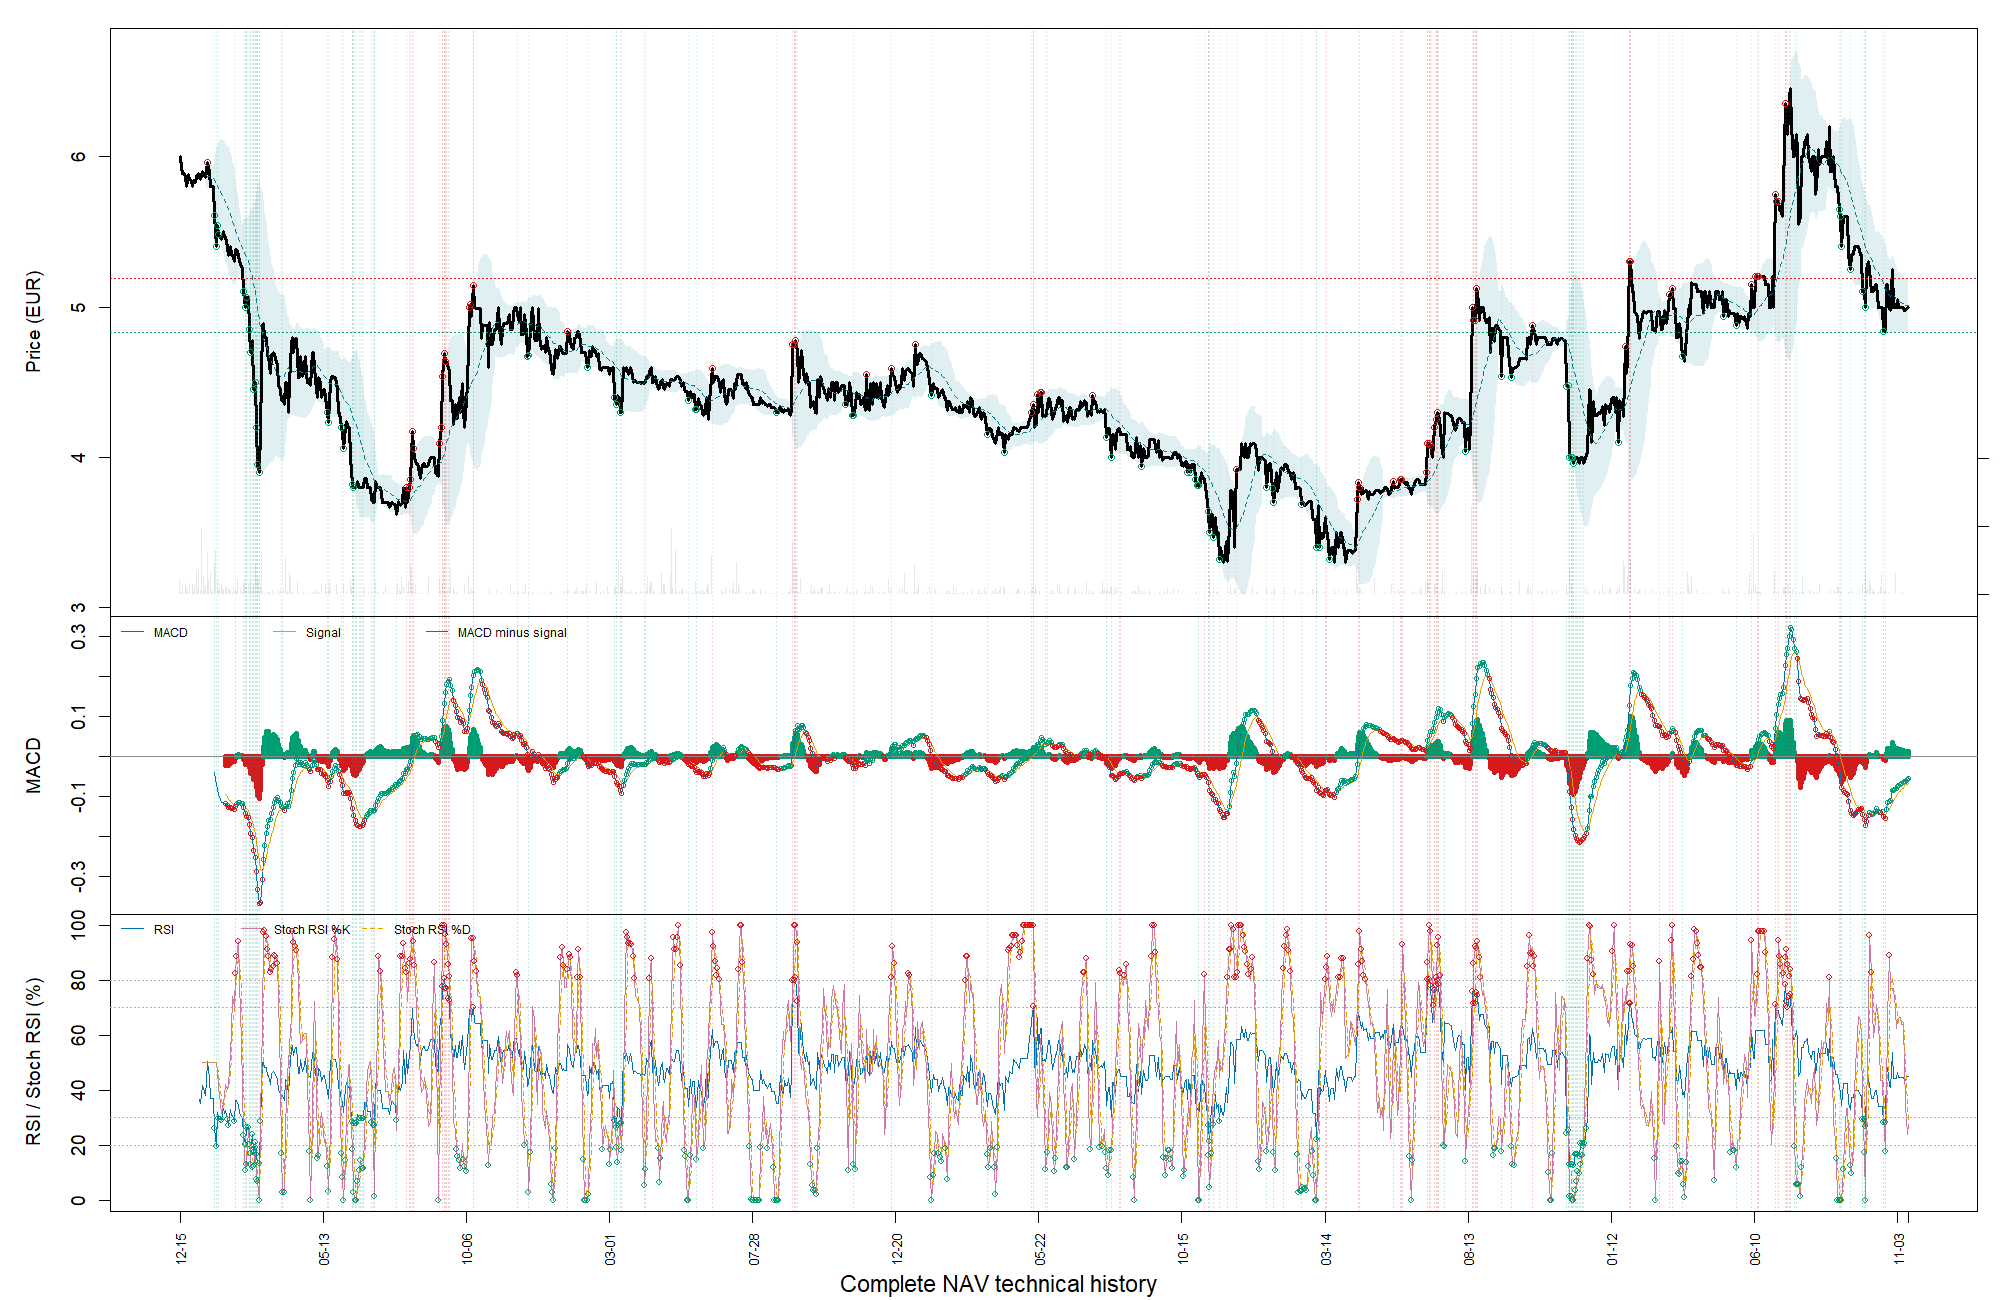 6
5
4
3
Price (EUR)
MACD
Signal
MACD minus signal
0.3
0.1
-0.1
-0.3
MACD
RSI
Stoch RSI %K
Stoch RSI %D
100
80
60
40
20
0
RSI / Stoch RSI (%)
12-15
05-13
10-06
03-01
07-28
12-20
05-22
10-15
03-14
08-13
01-12
06-10
11-03
Complete NAV technical history